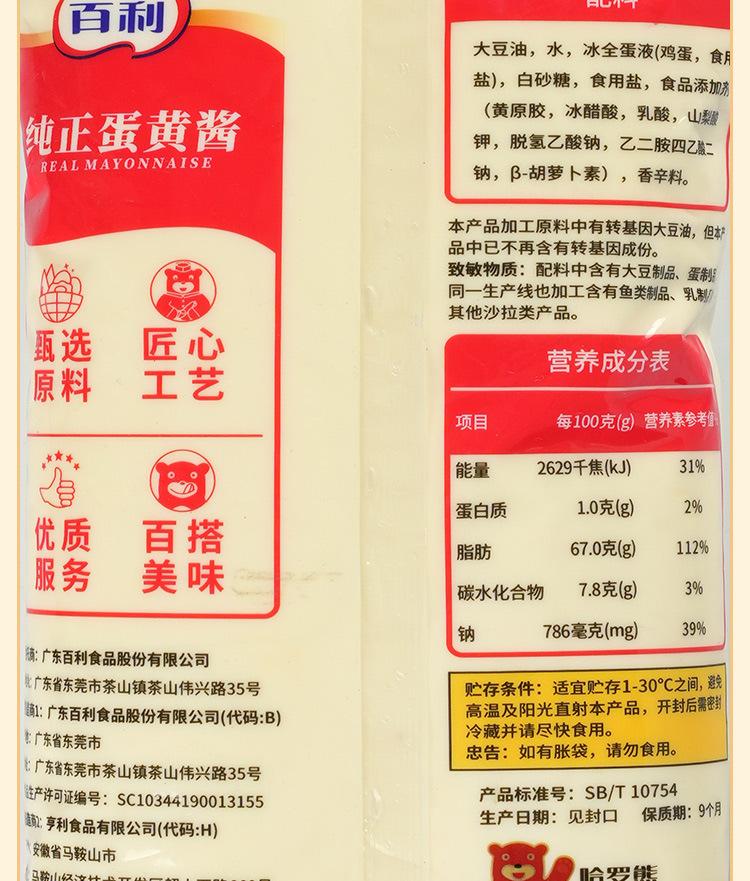 百利
纯正蛋黄酱
REAL MAYONNAISE
甄选
原料
匠心
工艺
优质
服务
百搭
美味
商: 广东百利食品股份有限公司
广东省东莞市茶山镇茶山伟兴路35号
商1: 广东百利食品股份有限公司(代码:B)
广东省东莞市
广东省东莞市茶山镇茶山伟兴路35号
生产许可证编号: SC10344190013155
商2: 亨利食品有限公司(代码:H)
安徽省马鞍山市
配料
大豆油，水，冰全蛋液(鸡蛋，食用
盐)，白砂糖，食用盐，食品添加剂
（黄原胶，冰醋酸，乳酸，山梨酸
钾，脱氢乙酸钠，乙二胺四乙酸二
钠，β-胡萝卜素），香辛料。
本产品加工原料中有转基因大豆油，但本产
品中已不再含有转基因成份。
致敏物质：配料中含有大豆制品、蛋制品
同一生产线也加工含有鱼类制品、乳制品
其他沙拉类产品。
营养成分表
项目 每100克(g) 营养素参考值%
能量 2629千焦(kJ) 31%
蛋白质 1.0克(g) 2%
脂肪 67.0克(g) 112%
碳水化合物 7.8克(g) 3%
钠 786毫克(mg) 39%
贮存条件：适宜贮存1-30℃之间，避免
高温及阳光直射本产品，开封后需密封
冷藏并请尽快食用。
忠告：如有胀袋，请勿食用。
产品标准号：SB/T 10754
生产日期：见封口 保质期：9个月
哈罗熊